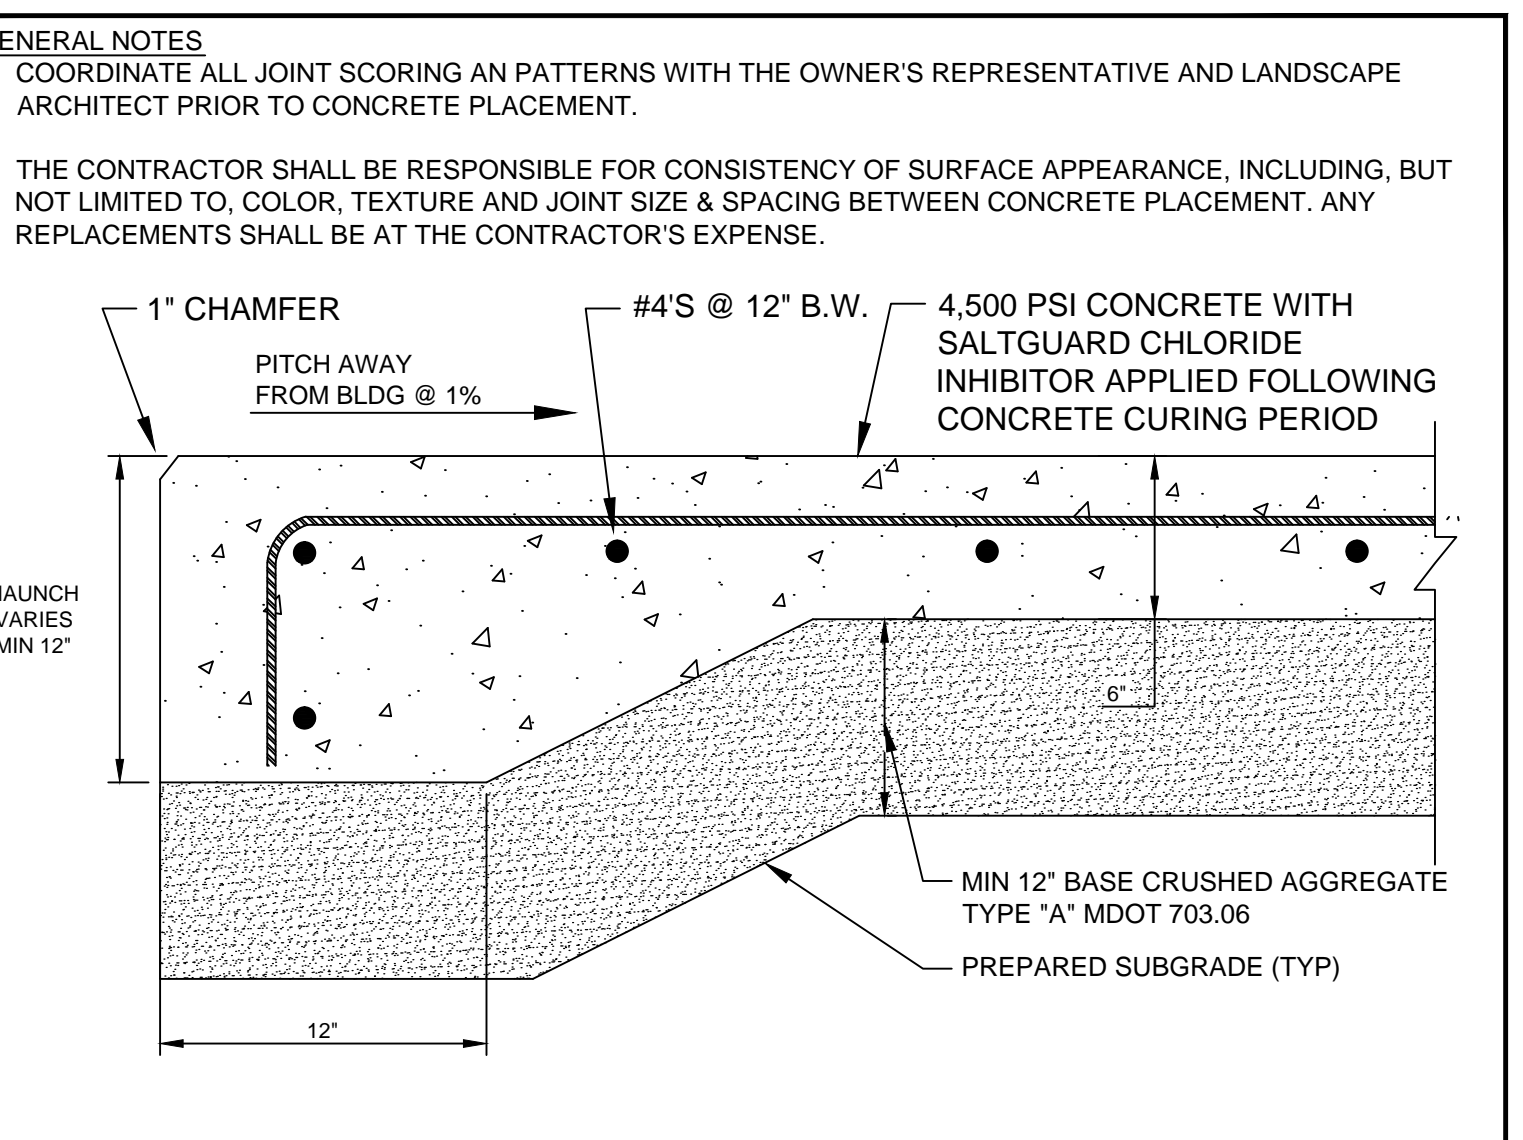 ENERAL NOTES
COORDINATE ALL JOINT SCORING AN PATTERNS WITH THE OWNER'S REPRESENTATIVE AND LANDSCAPE
ARCHITECT PRIOR TO CONCRETE PLACEMENT.
THE CONTRACTOR SHALL BE RESPONSIBLE FOR CONSISTENCY OF SURFACE APPEARANCE, INCLUDING, BUT
NOT LIMITED TO, COLOR, TEXTURE AND JOINT SIZE & SPACING BETWEEN CONCRETE PLACEMENT. ANY
REPLACEMENTS SHALL BE AT THE CONTRACTOR'S EXPENSE.
1" CHAMFER
#4'S @ 12" B.W.
4,500 PSI CONCRETE WITH
SALTGUARD CHLORIDE
INHIBITOR APPLIED FOLLOWING
CONCRETE CURING PERIOD
PITCH AWAY
FROM BLDG @ 1%
HAUNCH
VARIES
MIN 12"
6"
MIN 12" BASE CRUSHED AGGREGATE
TYPE "A" MDOT 703.06
PREPARED SUBGRADE (TYP)
12"